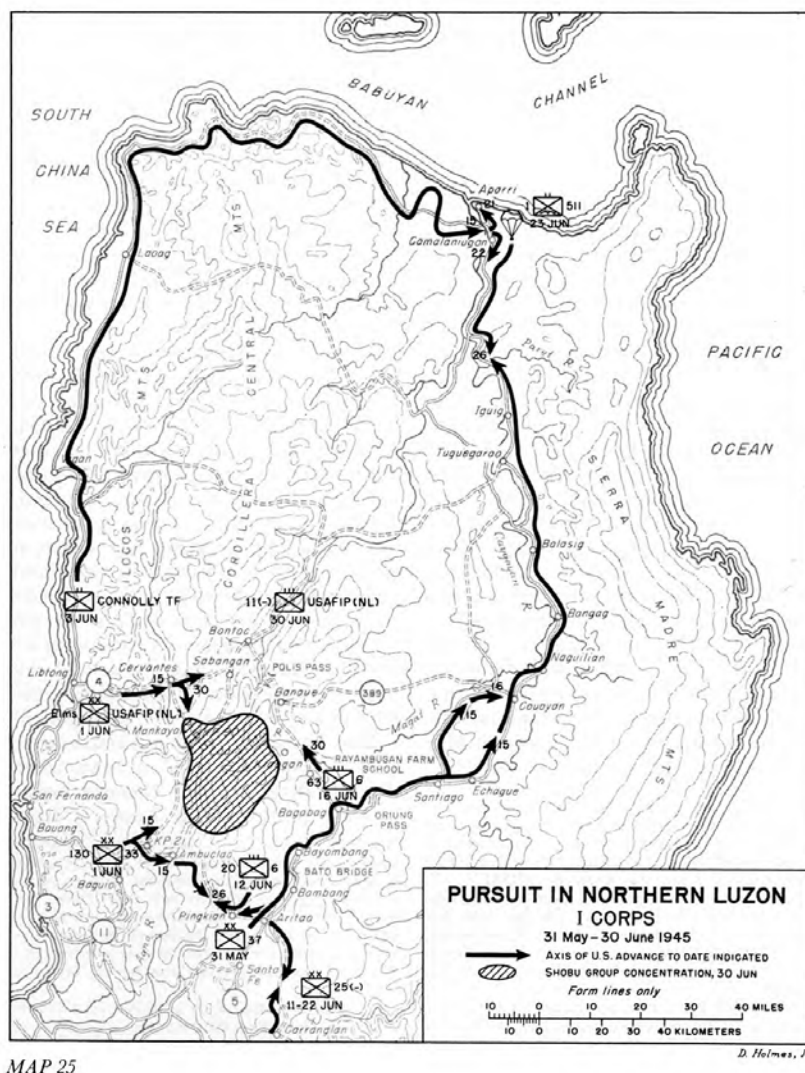 BABUYAN CHANNEL
SOUTH
CHINA
SEA
Aparri
21
1 511
23 JUN
15
Camalaniugan
22
Laoag
MTS
CENTRAL
MTS
PACIFIC
OCEAN
26
Paret R
Iguig
Tuguegarao
SIERRA
MADRE
MTS
ILOCOS
CORDILLERA
Cagayan
R
Balasig
CONNOLLY TF
3 JUN
11(-) USAFIP(NL)
30 JUN
Bontoc
Bangag
Naguilian
Libtong
4
Cervantes
15
30
Sabangan
POLIS PASS
Banaue
389
Elms USAFIP(NL)
1 JUN
Mankayan
Magat R
15
16
Cauayan
15
30
RAYAMBUGAN FARM
SCHOOL
63 6
16 JUN
Santiago
Echague
San Fernando
Bagabag
ORIUNG
PASS
Bauang
15
KP 21
130 33
1 JUN
Ambuclao
15
Baguio
20 6
12 JUN
Bayombong
BATO BRIDGE
Bambang
26
Pingkian
Aritao
3
11
Agno R
37
31 MAY
Santa
Fe
5
25(-)
11-22 JUN
Carranglan
PURSUIT IN NORTHERN LUZON
I CORPS
31 May – 30 June 1945
AXIS OF U.S. ADVANCE TO DATE INDICATED
SHOBU GROUP CONCENTRATION, 30 JUN
Form lines only
10 0 10 20 30 40 MILES
10 0 10 20 30 40 KILOMETERS
D. Holmes, Jr
MAP 25